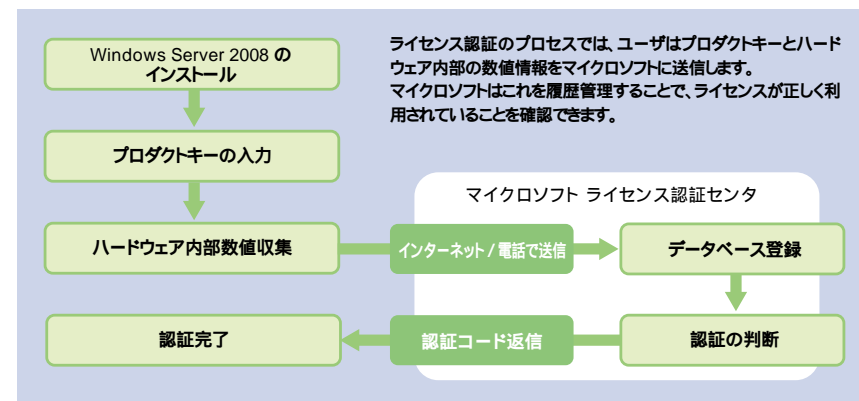 Windows Server 2008 の
インストール
ライセンス認証のプロセスでは、ユーザはプロダクトキーとハード
ウェア内部の数値情報をマイクロソフトに送信します。
マイクロソフトはこれを履歴管理することで、ライセンスが正しく利
用されていることを確認できます。
プロダクトキーの入力
マイクロソフト ライセンス認証センタ
ハードウェア内部数値収集
インターネット / 電話で送信
データベース登録
認証完了
認証コード返信
認証の判断